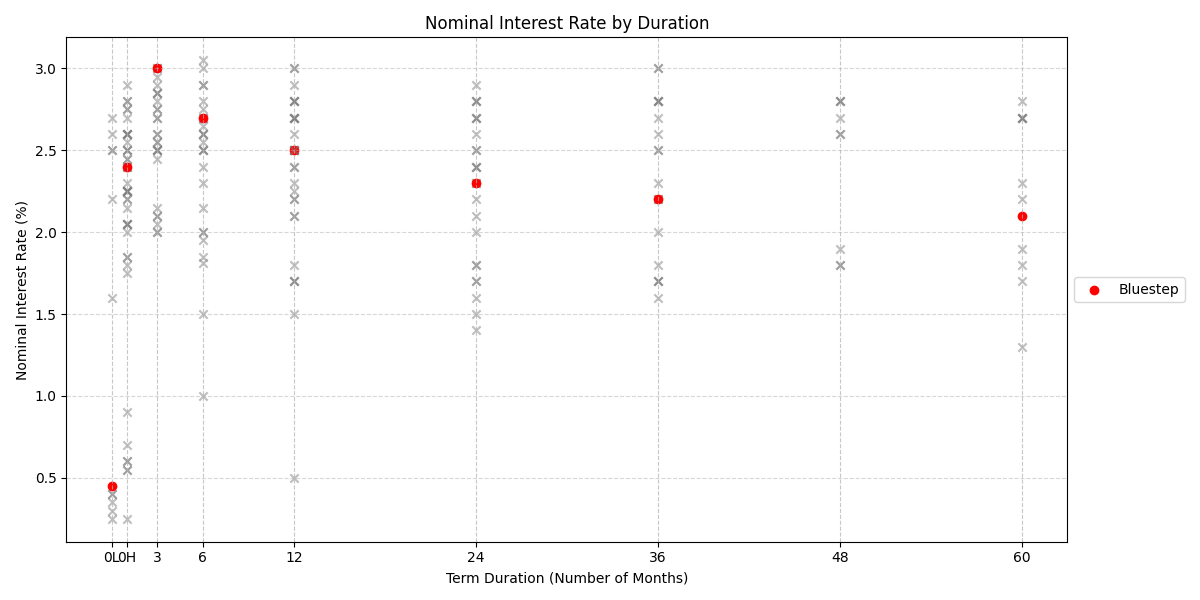 Nominal Interest Rate by Duration
Nominal Interest Rate (%)
3.0
2.5
2.0
1.5
1.0
0.5
0L 0H 3 6 12 24 36 48 60
Term Duration (Number of Months)
Bluestep